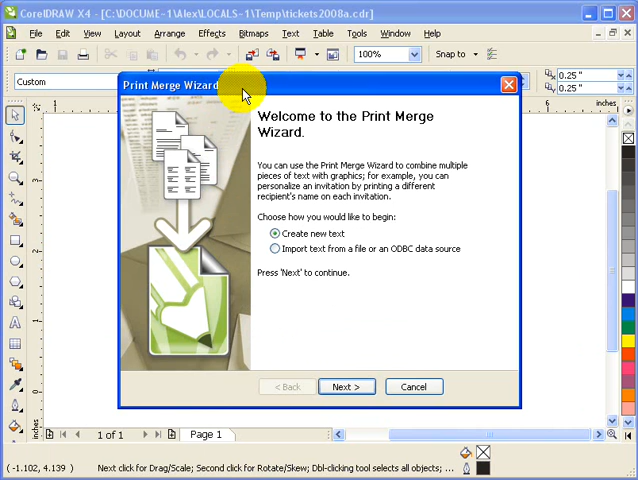 CorelDRAW X4 - [C:\DOCUME~1\Alex\LOCALS~1\Temp\tickets2008a.cdr]
File Edit View Layout Arrange Effects Bitmaps Text Table Tools
100% Snap to
Custom
0.25 "
0.25 "
1 6 inches
Print Merge Wizard
Welcome to the Print Merge
Wizard.
You can use the Print Merge Wizard to combine multiple
pieces of text with graphics; for example, you can
personalize an invitation by printing a different
recipient's name on each invitation.
Choose how you would like to begin:
Create new text
Import text from a file or an ODBC data source
Press 'Next' to continue.
< Back Next > Cancel
3
2
1
0
inches
1 of 1 Page 1
(-1.102, 4.139) Next click for Drag/Scale; Second click for Rotate/Skew; Dbl-clicking tool selects all objects;...